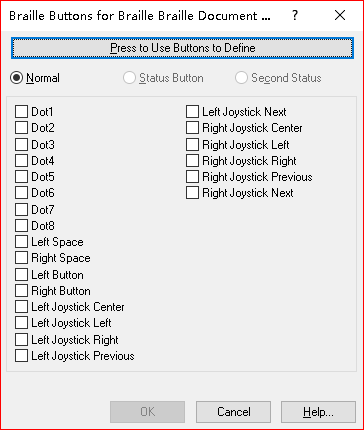 Braille Buttons for Braille Braille Document ...
Press to Use Buttons to Define
Normal
Status Button
Second Status
Dot1
Dot2
Dot3
Dot4
Dot5
Dot6
Dot7
Dot8
Left Space
Right Space
Left Button
Right Button
Left Joystick Center
Left Joystick Left
Left Joystick Right
Left Joystick Previous
Left Joystick Next
Right Joystick Center
Right Joystick Left
Right Joystick Right
Right Joystick Previous
Right Joystick Next
OK
Cancel
Help...